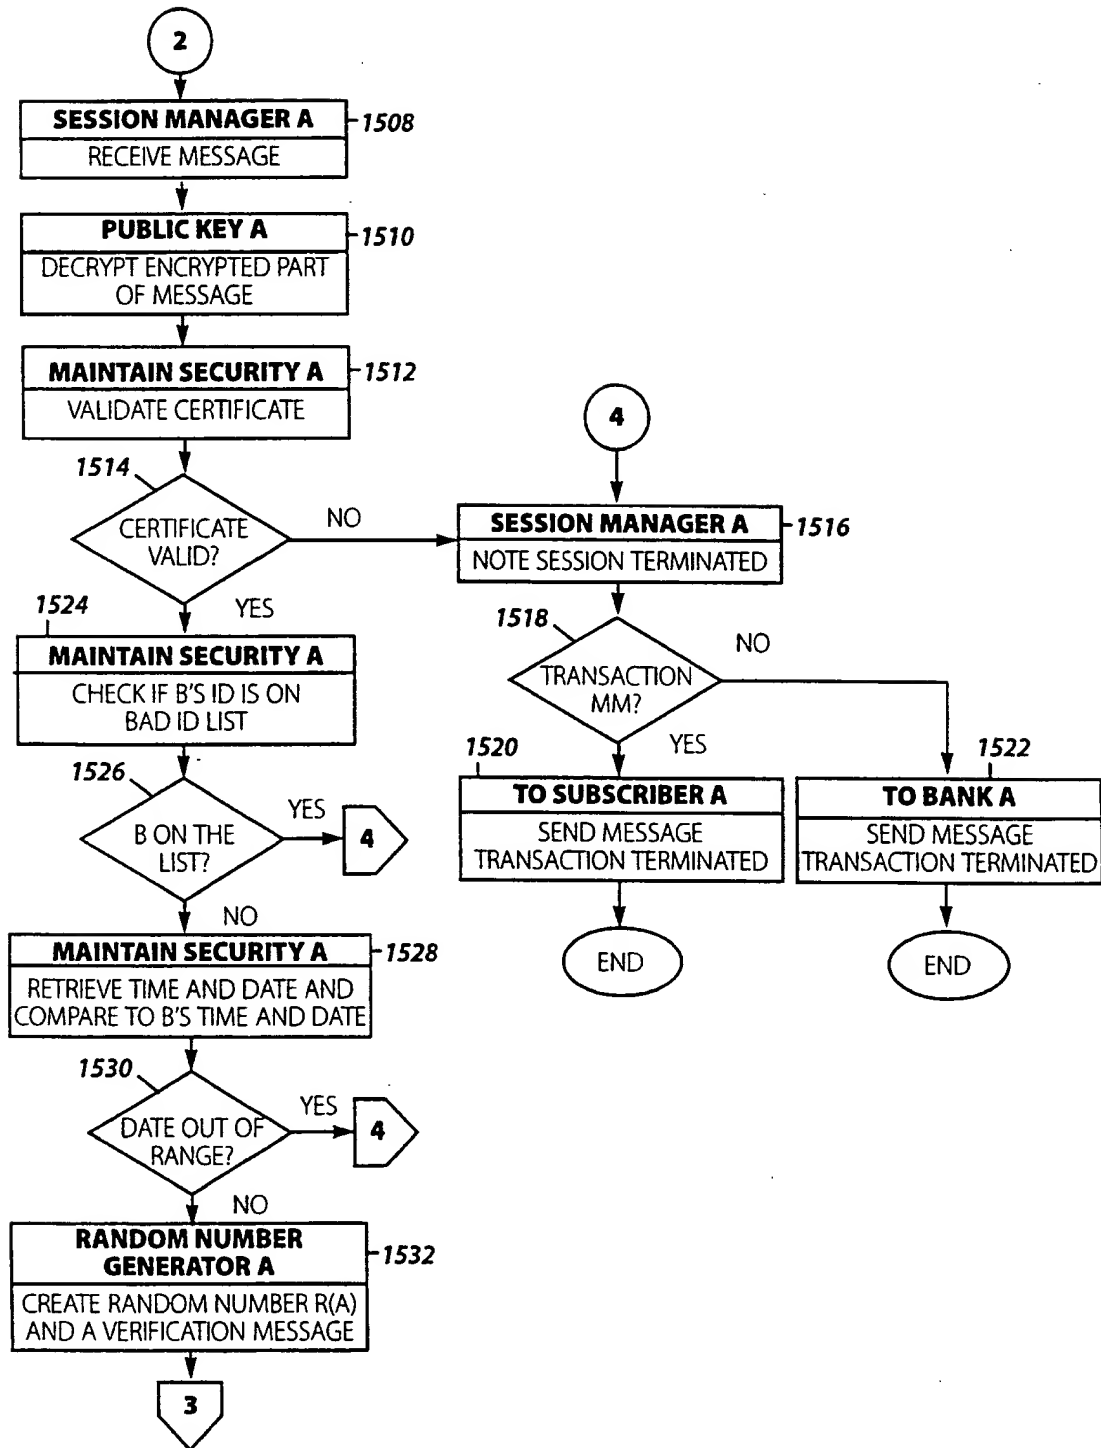 2
SESSION MANAGER A
1508
RECEIVE MESSAGE
PUBLIC KEY A
1510
DECRYPT ENCRYPTED PART
OF MESSAGE
MAINTAIN SECURITY A
1512
VALIDATE CERTIFICATE
1514
CERTIFICATE
VALID?
NO
YES
4
SESSION MANAGER A
1516
NOTE SESSION TERMINATED
1518
TRANSACTION
MM?
NO
YES
1520
TO SUBSCRIBER A
SEND MESSAGE
TRANSACTION TERMINATED
END
1522
TO BANK A
SEND MESSAGE
TRANSACTION TERMINATED
END
1524
MAINTAIN SECURITY A
CHECK IF B'S ID IS ON
BAD ID LIST
1526
B ON THE
LIST?
YES
4
NO
MAINTAIN SECURITY A
1528
RETRIEVE TIME AND DATE AND
COMPARE TO B'S TIME AND DATE
1530
DATE OUT OF
RANGE?
YES
4
NO
RANDOM NUMBER
GENERATOR A
1532
CREATE RANDOM NUMBER R(A)
AND A VERIFICATION MESSAGE
3